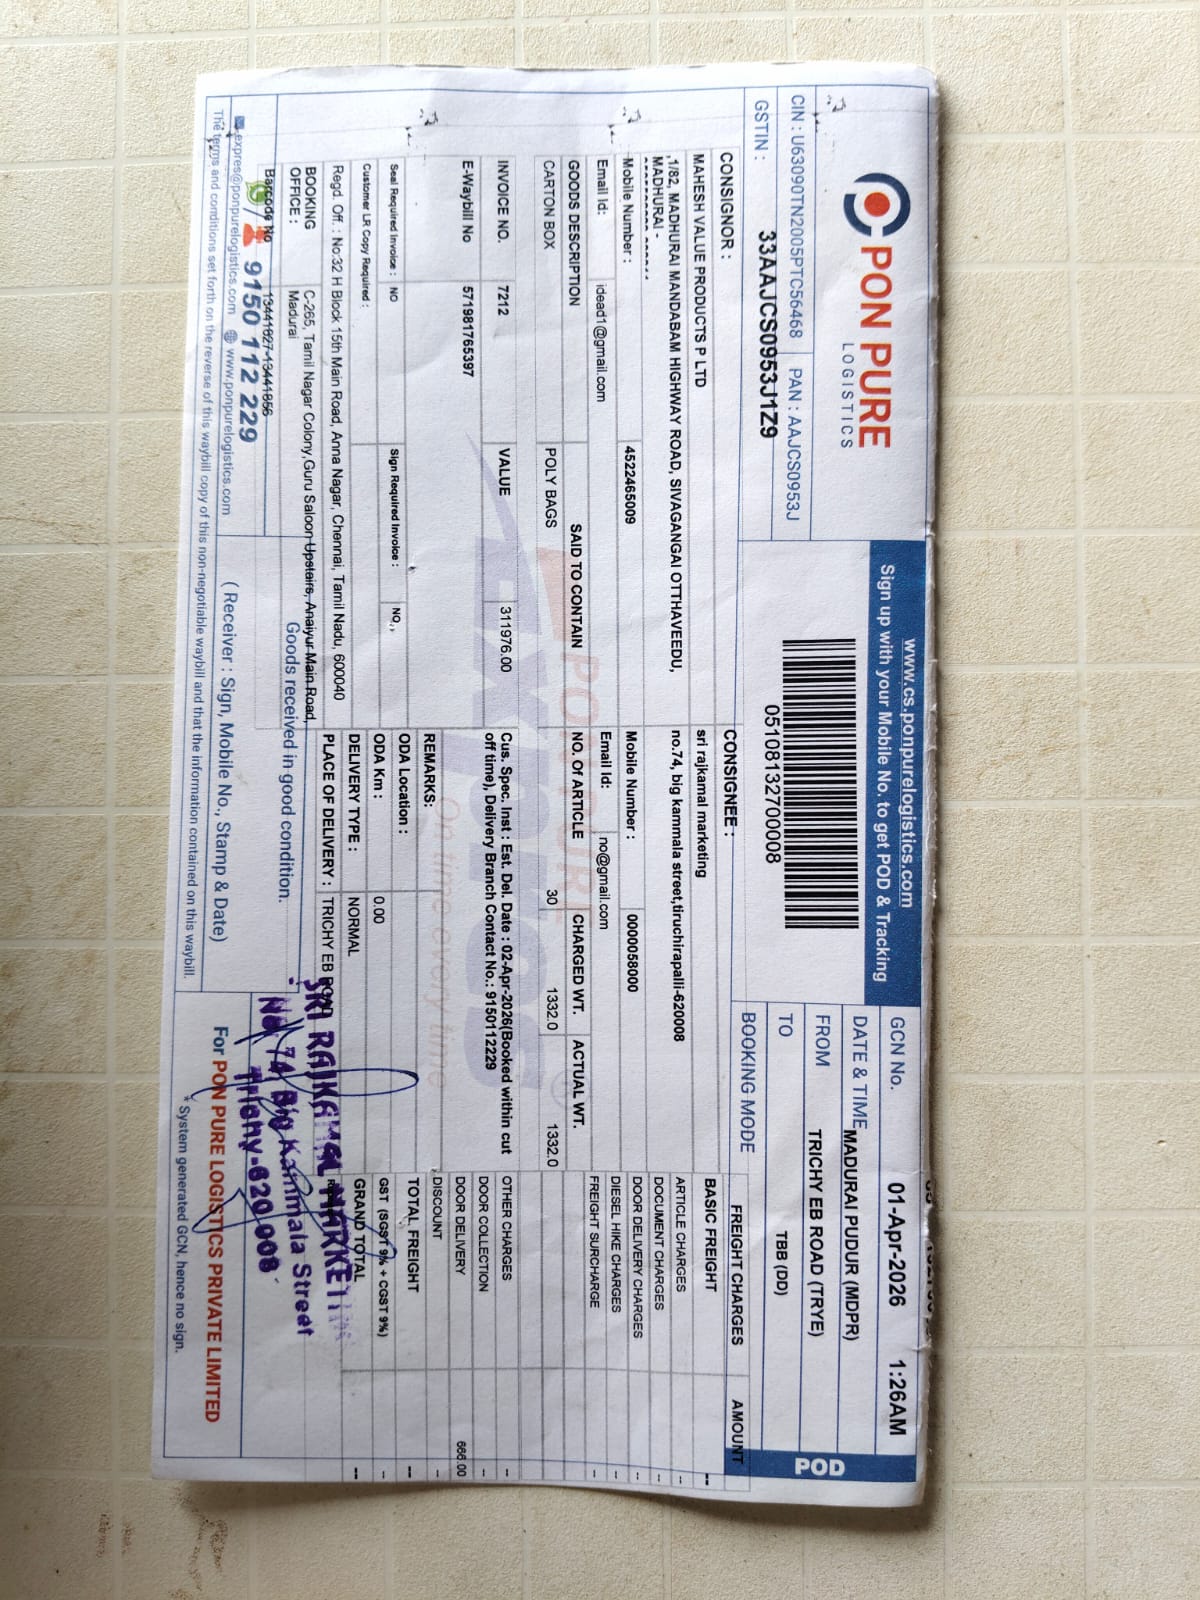 PON PURE
LOGISTICS
CIN : U63090TN2005PTC56468 PAN : AAJCS0953J
GSTIN : 33AAJCS0953J1Z9
www.cs.ponpurelogistics.com
Sign up with your Mobile No. to get POD & Tracking
05108132700008
GCN No.
DATE & TIME 01-Apr-2026 1:26AM
FROM MADURAI PUDUR (MDPR)
TO TRICHY EB ROAD (TRYE)
BOOKING MODE TBB (DD)
POD
CONSIGNOR :
MAHESH VALUE PRODUCTS P LTD
,1/82, MADHURAI MANDABAM HIGHWAY ROAD, SIVAGANGAI OTTHAVEEDU,
MADHURAI -
Mobile Number : 4522465009
Email Id: idead1@gmail.com
CONSIGNEE :
sri rajkamal marketing
no.74, big kammala street,tiruchirapalli-620008
Mobile Number : 0000058000
Email Id: no@gmail.com
GOODS DESCRIPTION SAID TO CONTAIN NO. Of ARTICLE CHARGED WT. ACTUAL WT.
CARTON BOX POLY BAGS 30 1332.0 1332.0
INVOICE NO. 7212 VALUE 311976.00
E-Waybill No 571981765397
Cus. Spec. Inst : Est. Del. Date : 02-Apr-2026(Booked within cut
off time), Delivery Branch Contact No.: 9150112229
REMARKS:
Seal Required Invoice : NO Sign Required Invoice : NO,,
Customer LR Copy Required :
ODA Location :
ODA Km : 0.00
DELIVERY TYPE : NORMAL
PLACE OF DELIVERY : TRICHY EB ROAD
Regd. Off. : No:32 H Block 15th Main Road, Anna Nagar, Chennai, Tamil Nadu, 600040
BOOKING OFFICE : C-265, Tamil Nagar Colony,Guru Saloon Upstairs, Anaiyur Main Road,
Madurai
Barcode No 13441827-13441856
FREIGHT CHARGES AMOUNT
BASIC FREIGHT --
ARTICLE CHARGES --
DOCUMENT CHARGES --
DOOR DELIVERY CHARGES --
DIESEL HIKE CHARGES --
FREIGHT SURCHARGE --
OTHER CHARGES --
DOOR COLLECTION --
DOOR DELIVERY 666.00
DISCOUNT --
TOTAL FREIGHT --
GST (SGST 9% + CGST 9%) --
GRAND TOTAL --
PON PURE
EXPRESS
On time every time
9150 112 229
expres@ponpurelogistics.com www.ponpurelogistics.com
Goods received in good condition.
( Receiver : Sign, Mobile No., Stamp & Date)
The terms and conditions set forth on the reverse of this waybill copy of this non-negotiable waybill and that the information contained on this waybill.
SRI RAJKAMAL MARKETING
No. 74, Big Kammala Street
Trichy-620 008
For PON PURE LOGISTICS PRIVATE LIMITED
* System generated GCN, hence no sign.